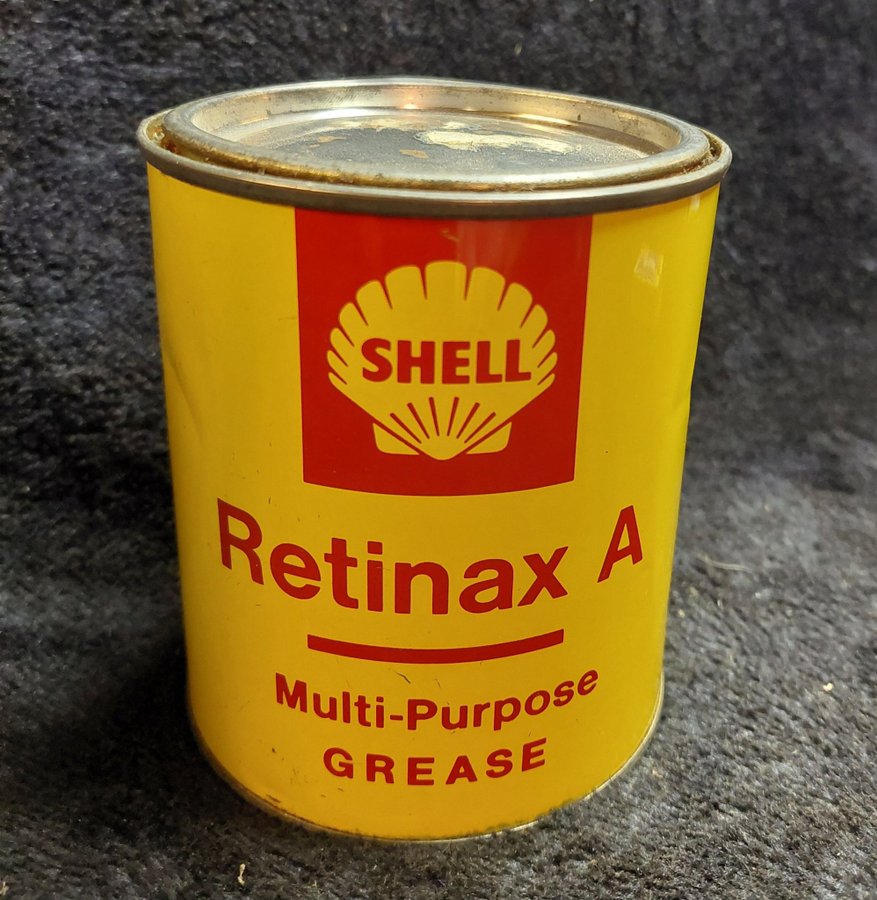 SHELL
Retinax A
Multi-Purpose
GREASE